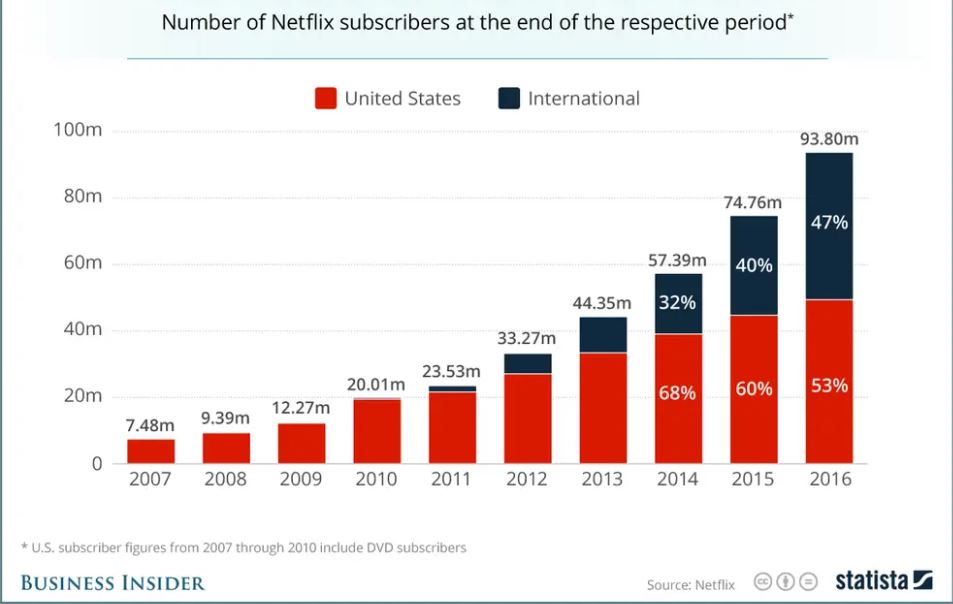 Number of Netflix subscribers at the end of the respective period*
United States International
100m
80m
60m
40m
20m
0
7.48m
9.39m
12.27m
20.01m
23.53m
33.27m
44.35m
57.39m
32%
68%
74.76m
40%
60%
93.80m
47%
53%
2007 2008 2009 2010 2011 2012 2013 2014 2015 2016
* U.S. subscriber figures from 2007 through 2010 include DVD subscribers
BUSINESS INSIDER
Source: Netflix
cc
statista